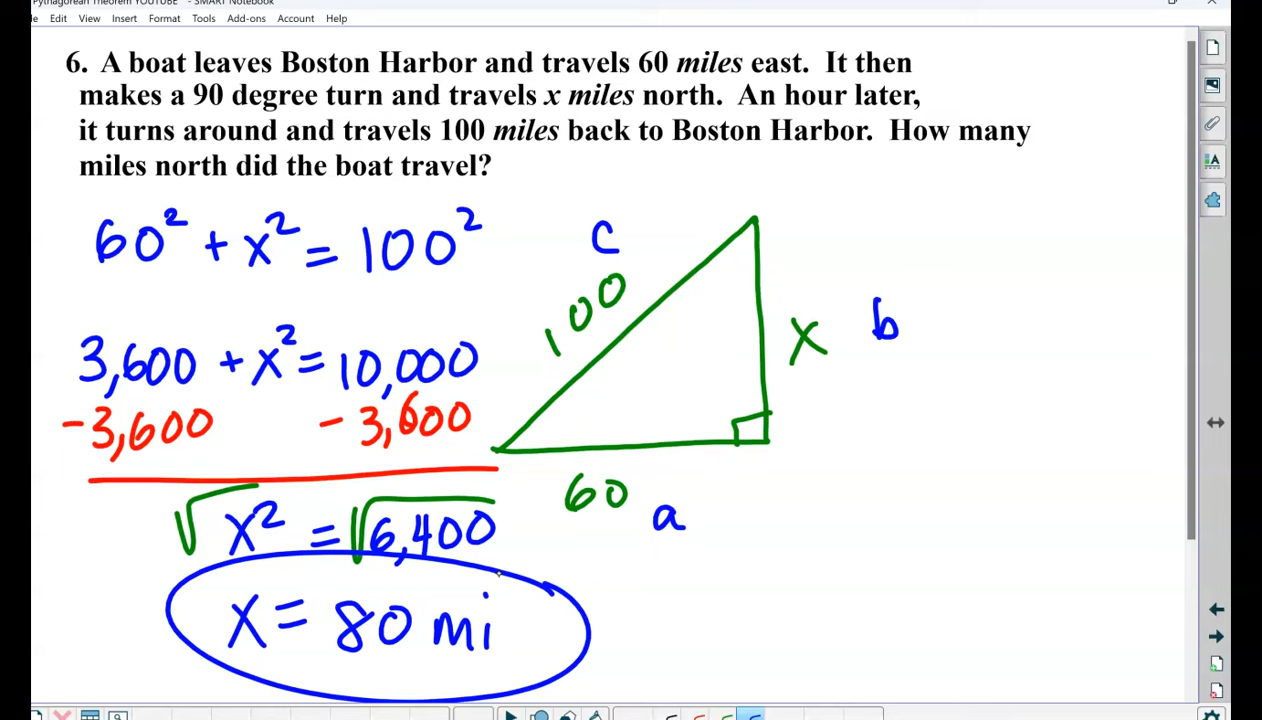 Pythagorean Theorem YOUTUBE - SMART Notebook
Edit View Insert Format Tools Add-ons Account Help
6. A boat leaves Boston Harbor and travels 60 miles east. It then
makes a 90 degree turn and travels x miles north. An hour later,
it turns around and travels 100 miles back to Boston Harbor. How many
miles north did the boat travel?
60² + x² = 100²
3,600 + x² = 10,000
-3,600 -3,600
√x² = √6,400
x = 80 mi
c
100
x b
60
a